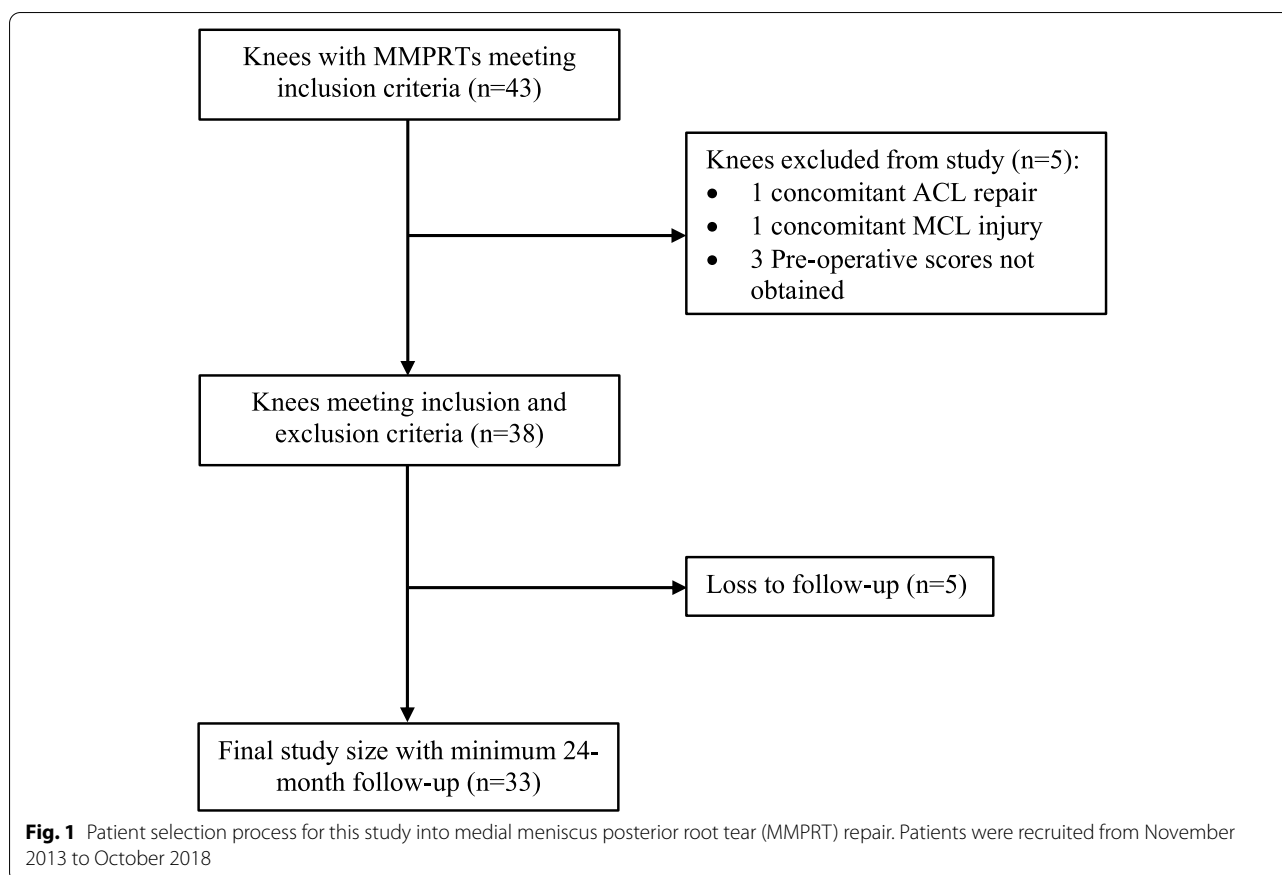 Knees with MMPRTs meeting
inclusion criteria (n=43)
Knees excluded from study (n=5):
• 1 concomitant ACL repair
• 1 concomitant MCL injury
• 3 Pre-operative scores not
obtained
Knees meeting inclusion and
exclusion criteria (n=38)
Loss to follow-up (n=5)
Final study size with minimum 24-
month follow-up (n=33)
Fig. 1 Patient selection process for this study into medial meniscus posterior root tear (MMPRT) repair. Patients were recruited from November
2013 to October 2018